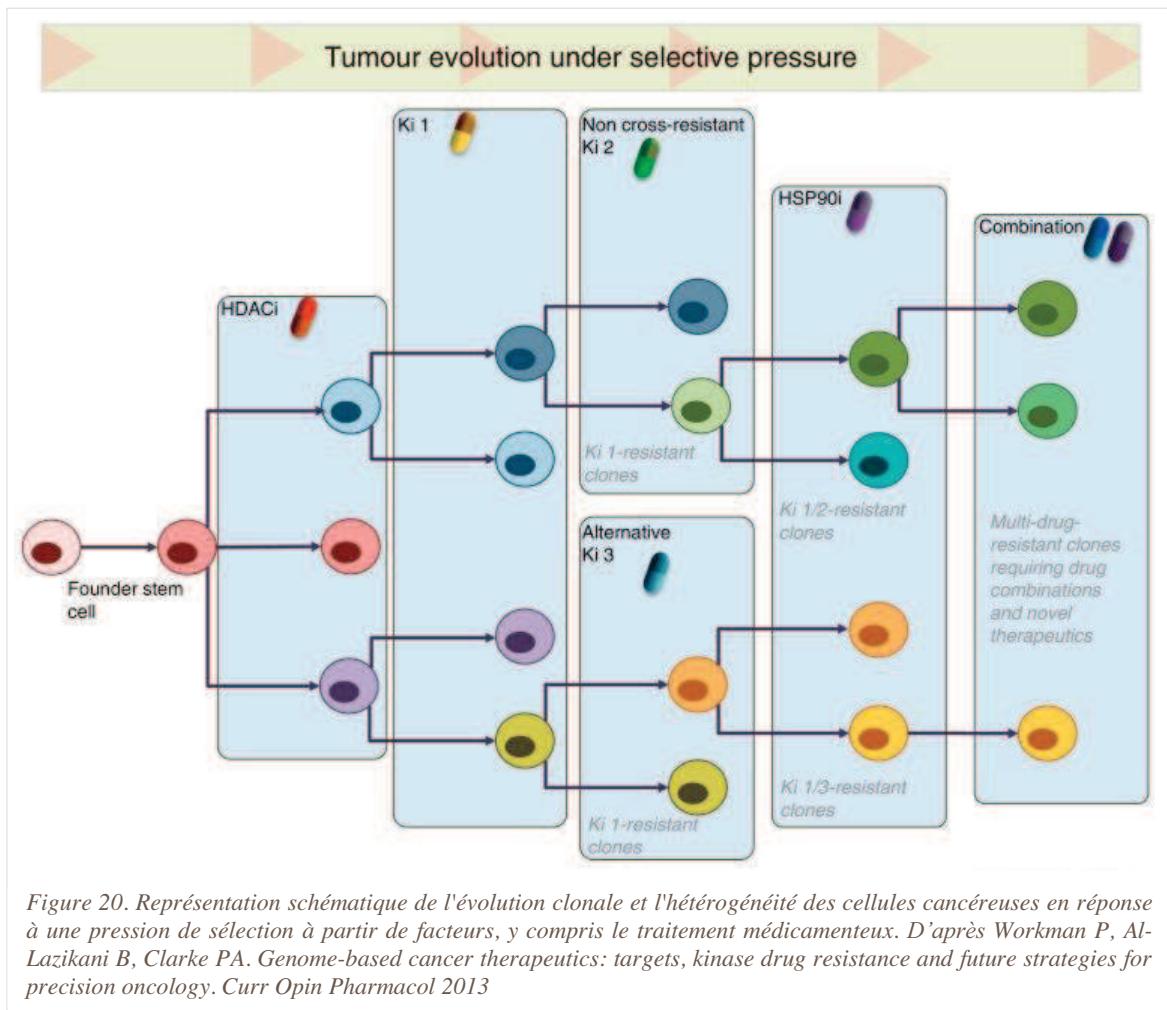 Tumour evolution under selective pressure
Ki 1
Non cross-resistant
Ki 2
HSP90i
Combination
HDACi
Ki 1-resistant
clones
Ki 1/2-resistant
clones
Multi-drug-
resistant clones
requiring drug
combinations
and novel
therapeutics
Alternative
Ki 3
Founder stem
cell
Ki 1/3-resistant
clones
Ki 1-resistant
clones
Figure 20. Représentation schématique de l'évolution clonale et l'hétérogénéité des cellules cancéreuses en réponse
à une pression de sélection à partir de facteurs, y compris le traitement médicamenteux. D'après Workman P, Al-
Lazikani B, Clarke PA. Genome-based cancer therapeutics: targets, kinase drug resistance and future strategies for
precision oncology. Curr Opin Pharmacol 2013